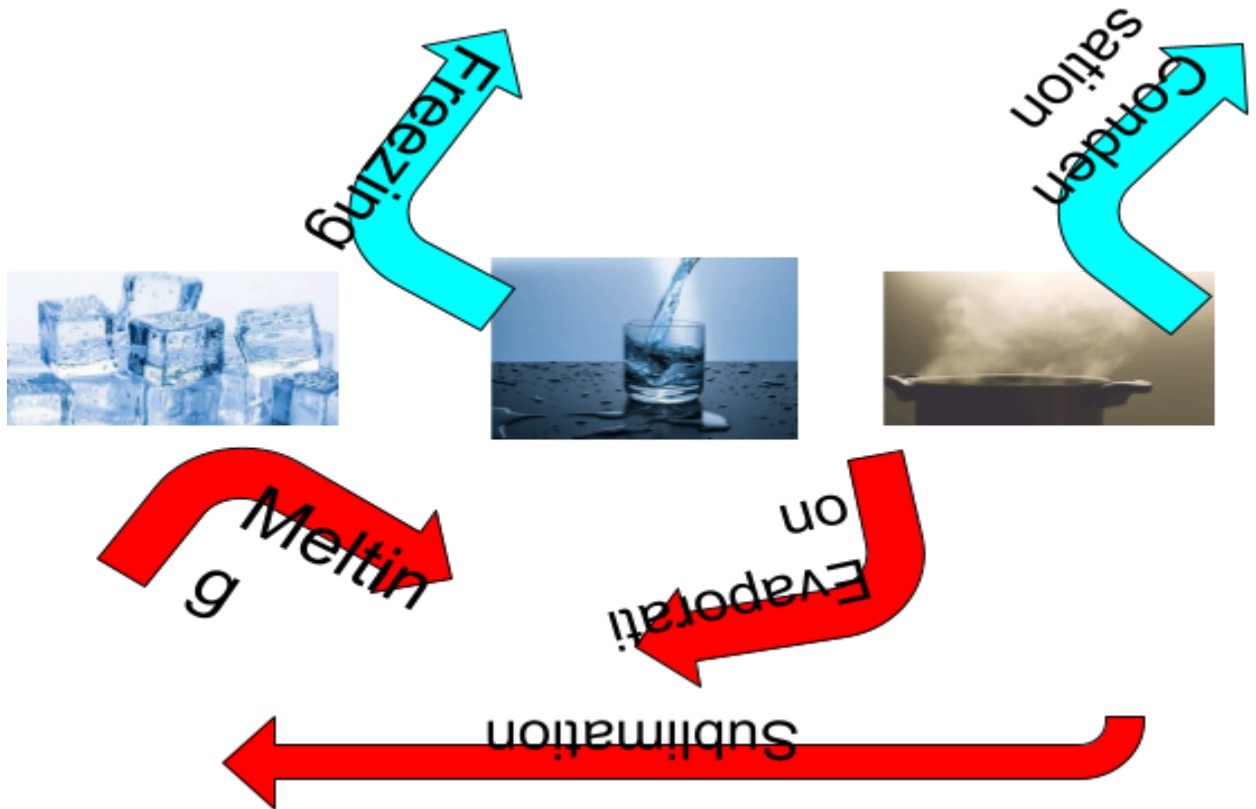 Freezing
Conden
sation
Meltin
g
Evaporati
on
Sublimation